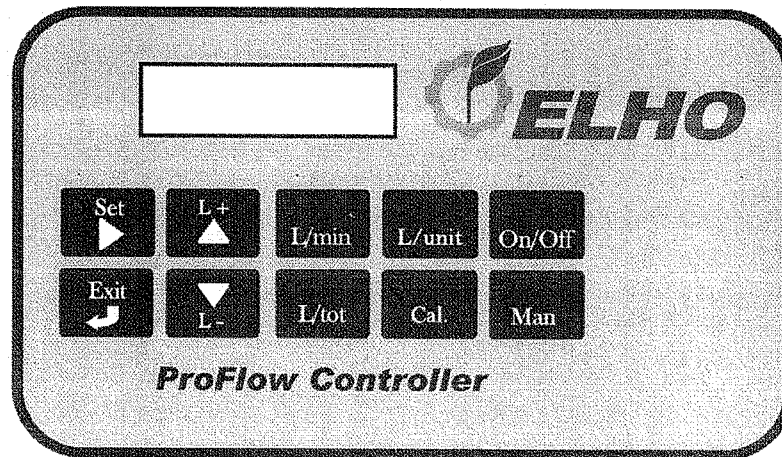 ELHO
Set L+ L/min L/unit On/Off
Exit L- L/tot Cal. Man
ProFlow Controller